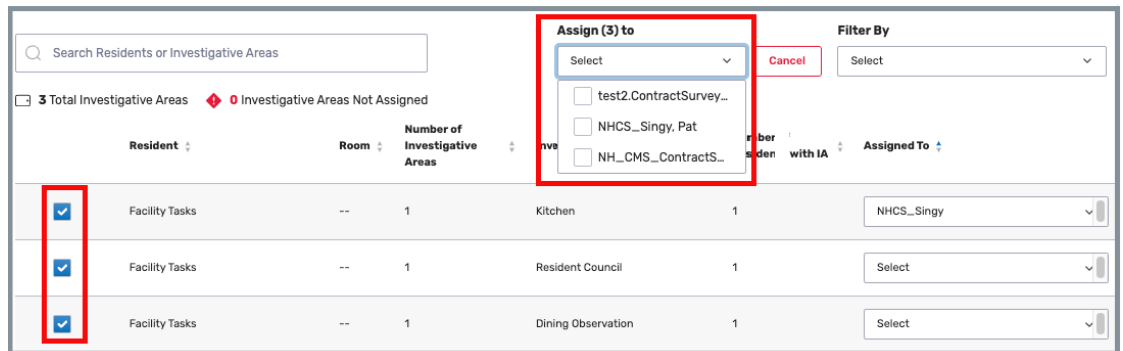 Assign (3) to
Filter By
Search Residents or Investigative Areas
Select
Cancel
Select
3 Total Investigative Areas
0 Investigative Areas Not Assigned
test2.ContractSurvey...
NHCS_Singy, Pat
NH_CMS_ContractS...
Resident
Room
Number of
Investigative
Areas
with IA
Assigned To
Facility Tasks -- 1 Kitchen 1 NHCS_Singy
Facility Tasks -- 1 Resident Council 1 Select
Facility Tasks -- 1 Dining Observation 1 Select